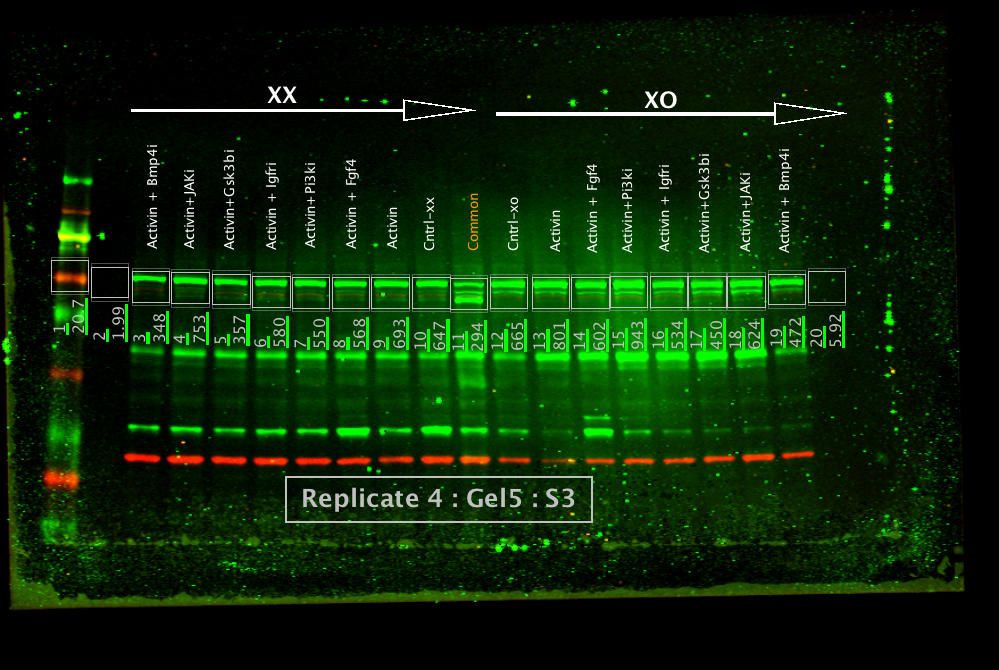 XX
XO
Activin + Bmp4i
Activin+JAKi
Activin+Gsk3bi
Activin + Igfri
Activin+Pi3ki
Activin + Fgf4
Activin
Cntrl-xx
Common
Cntrl-xo
Activin
Activin + Fgf4
Activin+Pi3ki
Activin + Igfri
Activin+Gsk3bi
Activin+JAKi
Activin + Bmp4i
1
20.7
2
1.99
3
348
4
753
5
357
6
580
7
550
8
568
9
693
10
647
11
294
12
665
13
801
14
602
15
943
16
534
17
450
18
624
19
472
20
5.92
Replicate 4 : Gel5 : S3